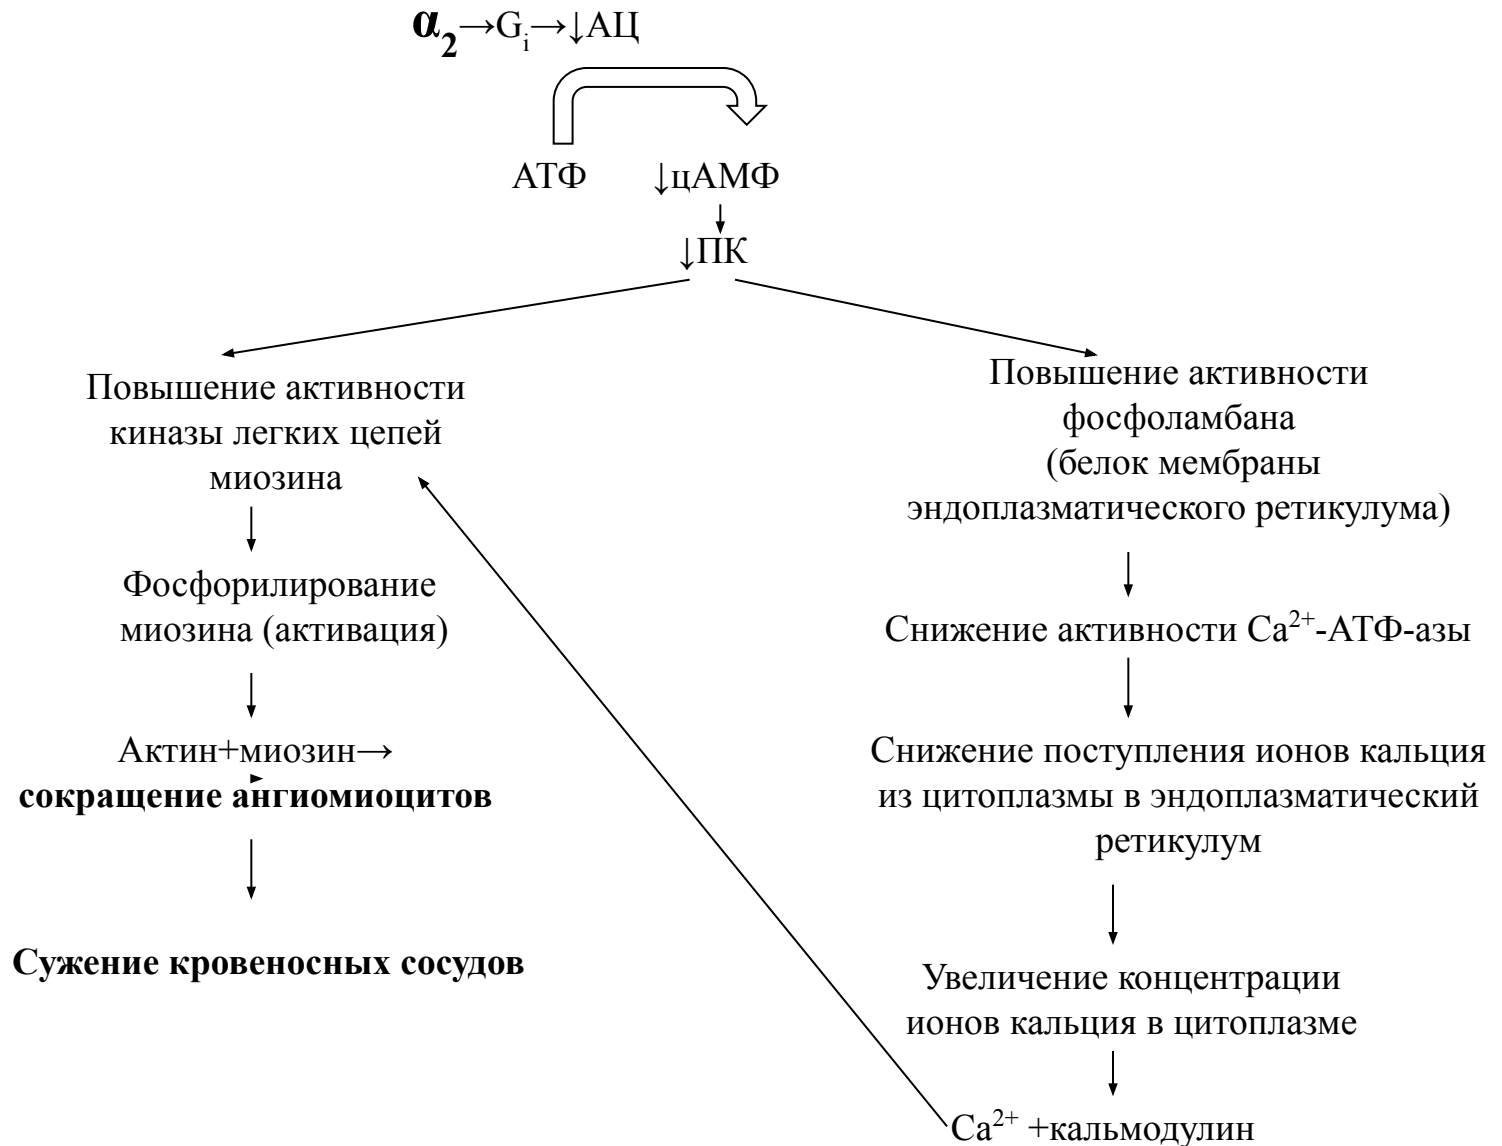 α₂→Gᵢ→↓АЦ
АТФ ↓цАМФ
↓ПК
Повышение активности
киназы легких цепей
миозина
Фосфорилирование
миозина (активация)
Актин+миозин→
сокращение ангиомиоцитов
Сужение кровеносных сосудов
Повышение активности
фосфоламбана
(белок мембраны
эндоплазматического ретикулума)
Снижение активности Ca²⁺-АТФ-азы
Снижение поступления ионов кальция
из цитоплазмы в эндоплазматический
ретикулум
Увеличение концентрации
ионов кальция в цитоплазме
Ca²⁺ +кальмодулин